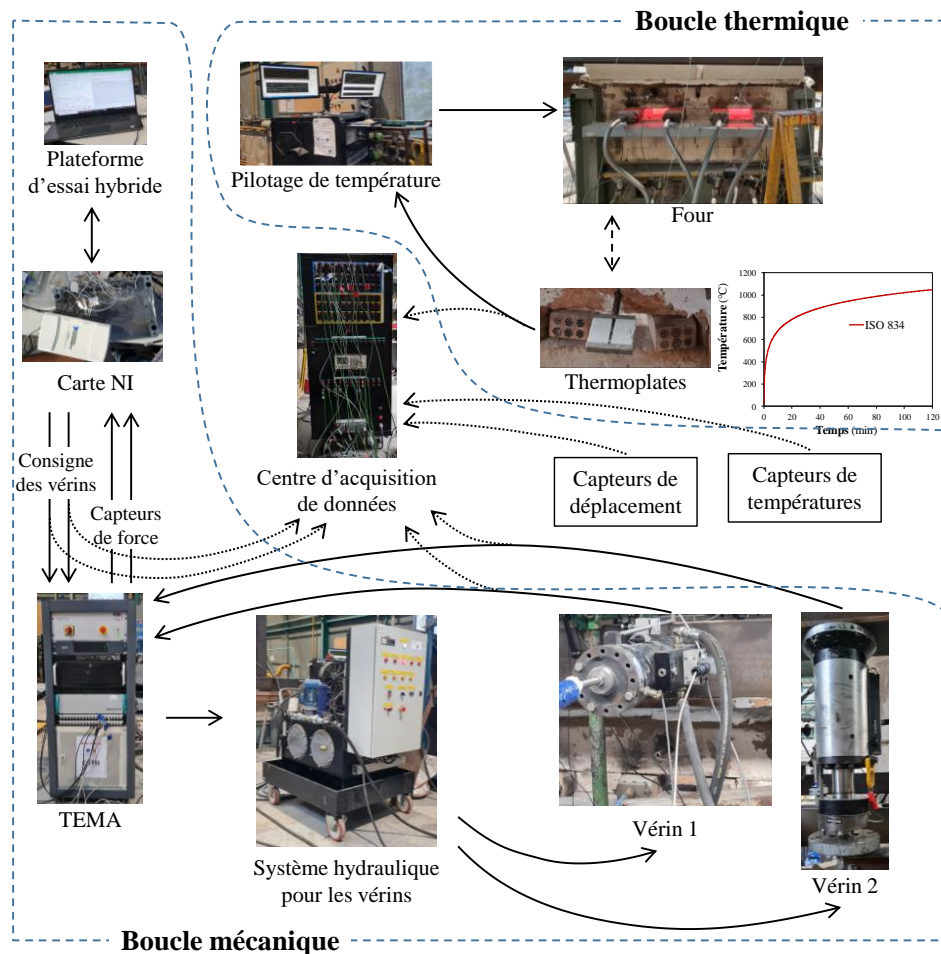 Boucle thermique
Plateforme
d'essai hybride
Pilotage de température
Four
Carte NI
Thermoplates
Température (°C)
1200
1000
800
600
400
200
0
ISO 834
0
20
40
60
80
100
120
Temps (min)
Consigne
des vérins
Capteurs
de force
Centre d'acquisition
de données
Capteurs de
déplacement
Capteurs de
températures
TEMA
Système hydraulique
pour les vérins
Vérin 1
Vérin 2
Boucle mécanique